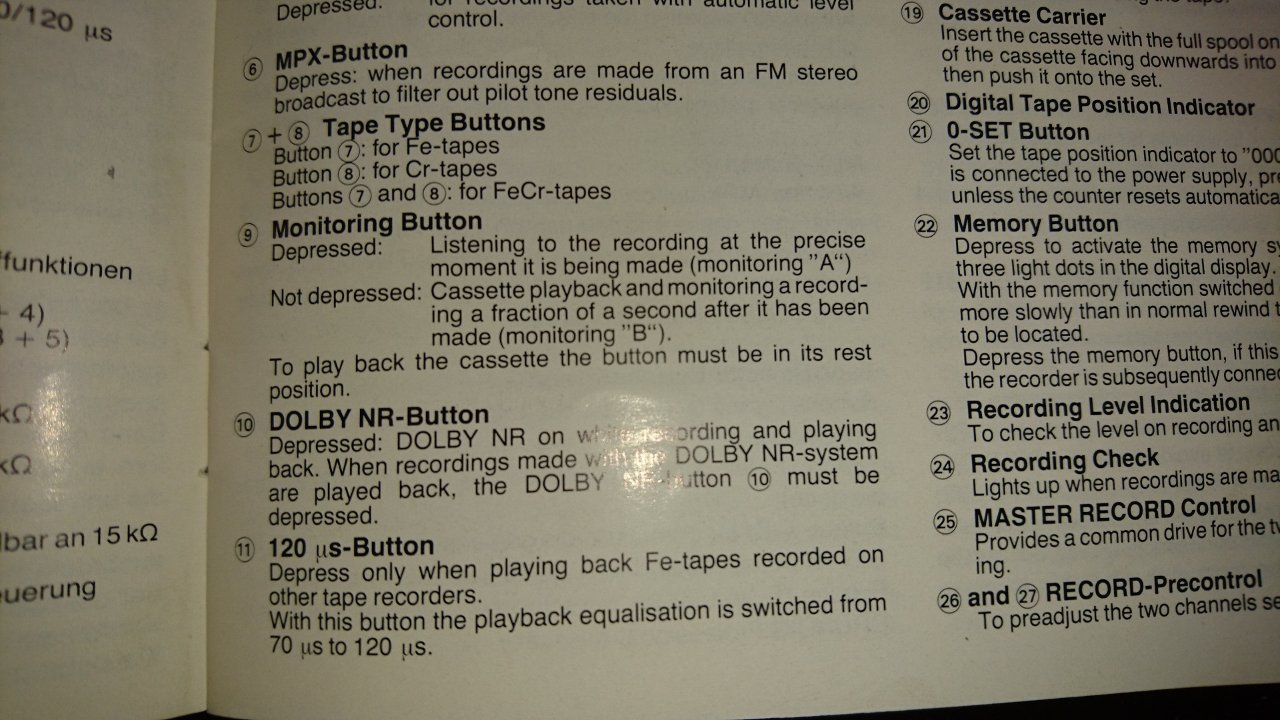 0/120 µs
ffunktionen
+ 4)
+ 5)
kΩ
kΩ
lbar an 15 kΩ
euerung
Depressed: for recordings taken with automatic level
control.
⑥ MPX-Button
Depress: when recordings are made from an FM stereo
broadcast to filter out pilot tone residuals.
⑦ + ⑧ Tape Type Buttons
Button ⑦: for Fe-tapes
Button ⑧: for Cr-tapes
Buttons ⑦ and ⑧: for FeCr-tapes
⑨ Monitoring Button
Depressed: Listening to the recording at the precise
moment it is being made (monitoring ”A“)
Not depressed: Cassette playback and monitoring a record-
ing a fraction of a second after it has been
made (monitoring ”B“).
To play back the cassette the button must be in its rest
position.
⑩ DOLBY NR-Button
Depressed: DOLBY NR on while recording and playing
back. When recordings made with the DOLBY NR-system
are played back, the DOLBY NR-button ⑩ must be
depressed.
⑪ 120 µs-Button
Depress only when playing back Fe-tapes recorded on
other tape recorders.
With this button the playback equalisation is switched from
70 µs to 120 µs.
the tape.
⑲ Cassette Carrier
Insert the cassette with the full spool on
of the cassette facing downwards into
then push it onto the set.
⑳ Digital Tape Position Indicator
㉑ 0-SET Button
Set the tape position indicator to ”000
is connected to the power supply, pre
unless the counter resets automatica
㉒ Memory Button
Depress to activate the memory sy
three light dots in the digital display.
With the memory function switched
more slowly than in normal rewind t
to be located.
Depress the memory button, if this
the recorder is subsequently connec
㉓ Recording Level Indication
To check the level on recording an
㉔ Recording Check
Lights up when recordings are ma
㉕ MASTER RECORD Control
Provides a common drive for the tw
ing.
㉖ and ㉗ RECORD-Precontrol
To preadjust the two channels se